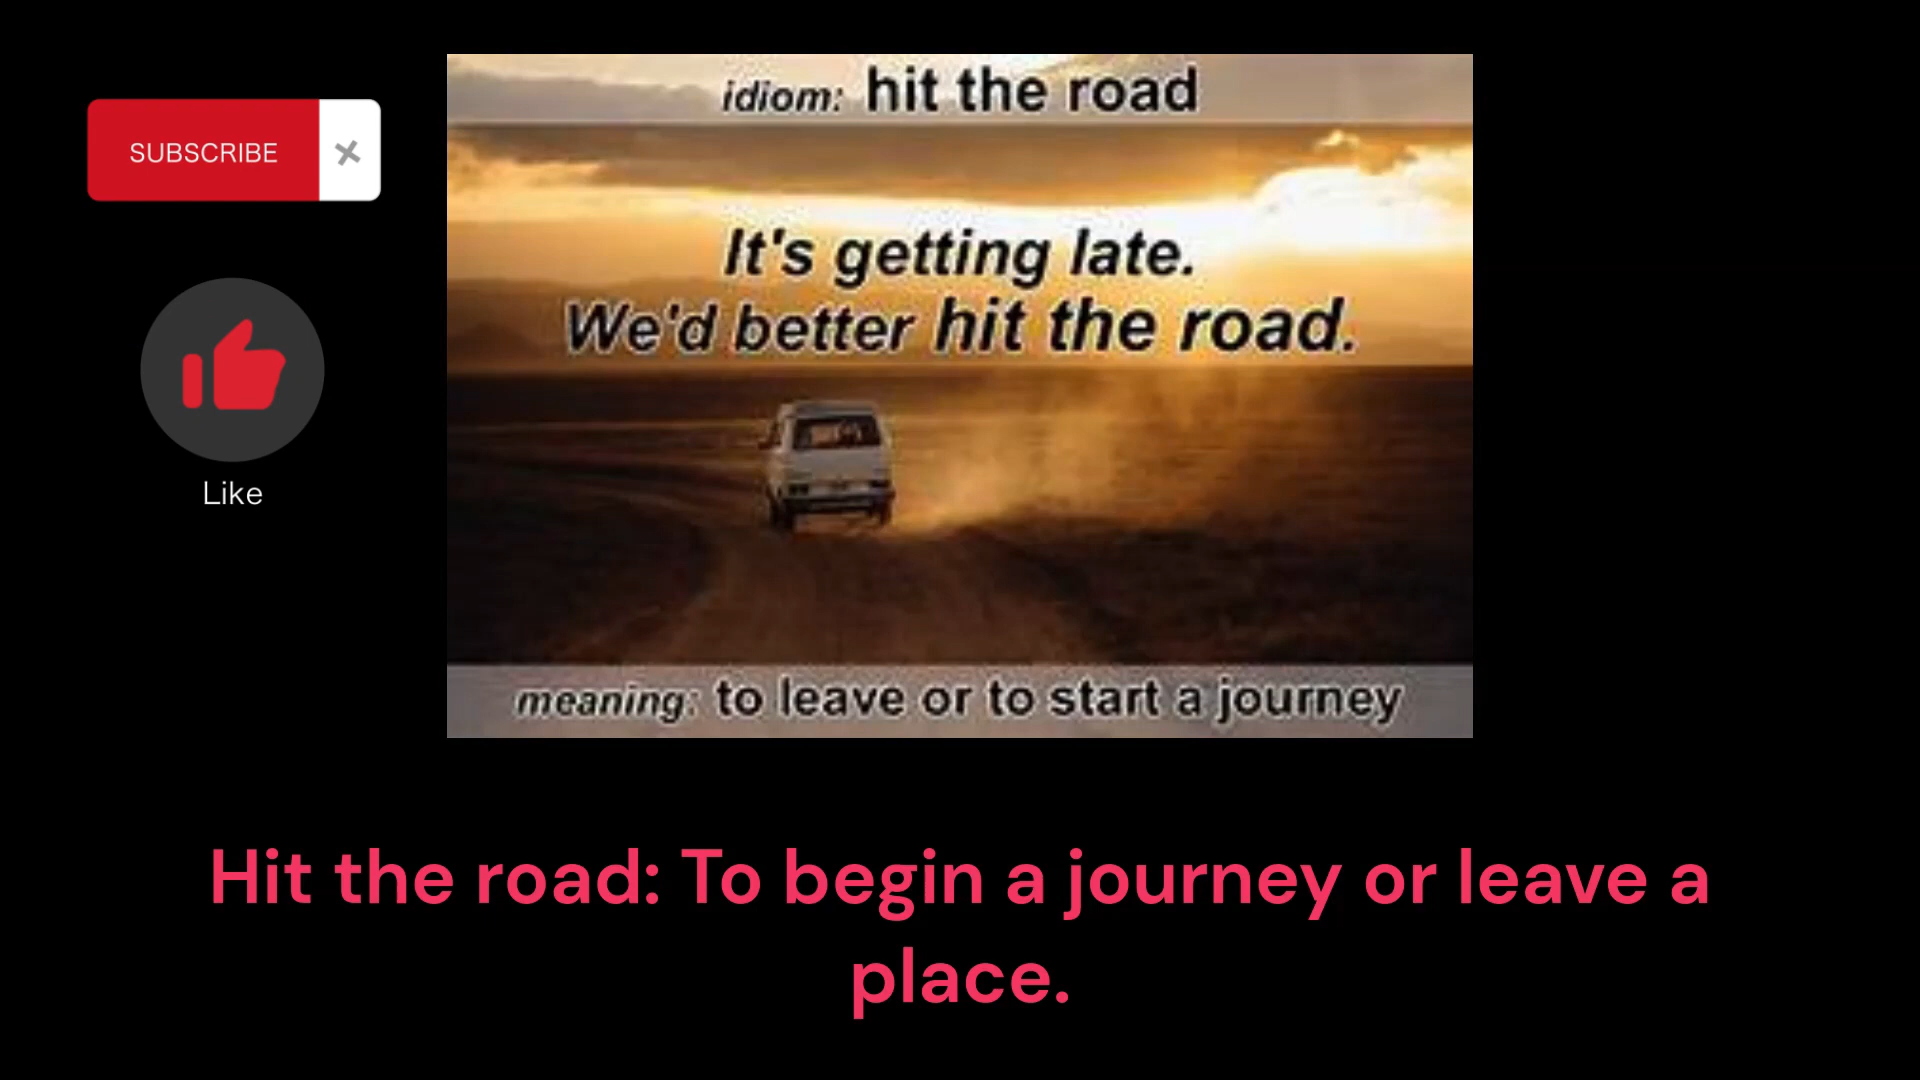 SUBSCRIBE
Like
idiom: hit the road
It's getting late.
We'd better hit the road.
meaning: to leave or to start a journey
Hit the road: To begin a journey or leave a
place.